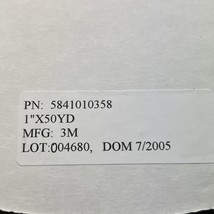 PN: 5841010358
1"X50YD
MFG: 3M
LOT:004680, DOM 7/2005